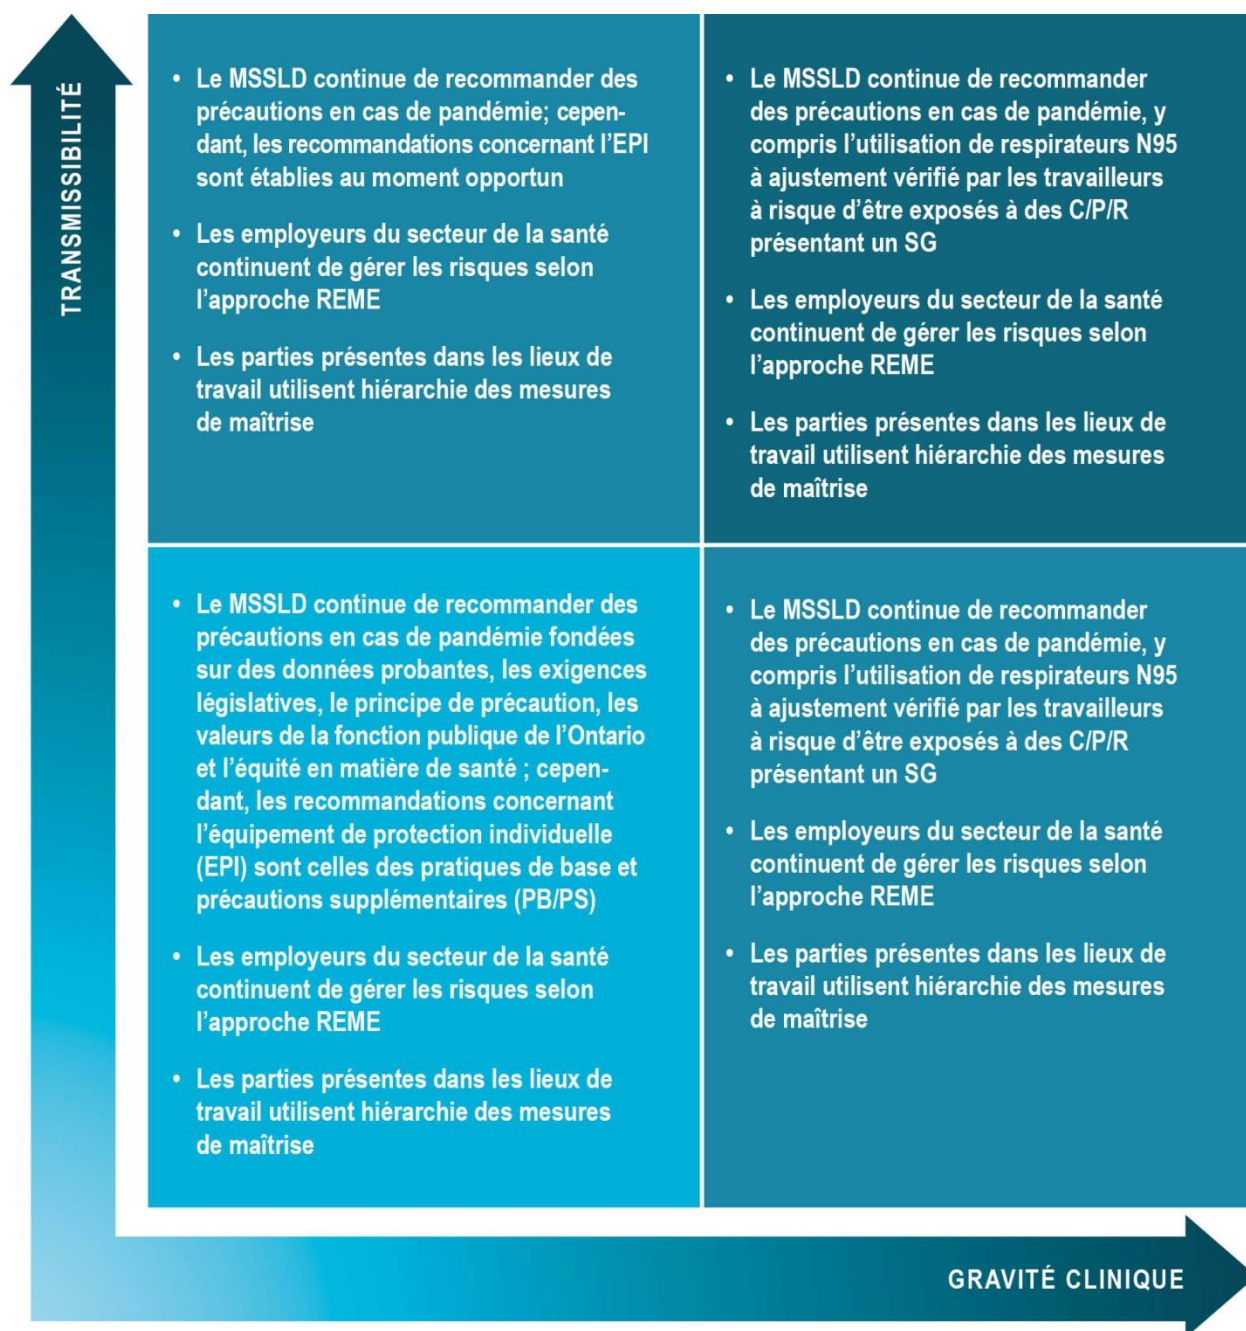 TRANSMISSIBILITÉ
• Le MSSLD continue de recommander des
précautions en cas de pandémie; cepen-
dant, les recommandations concernant l’EPI
sont établies au moment opportun
• Les employeurs du secteur de la santé
continuent de gérer les risques selon
l’approche REME
• Les parties présentes dans les lieux de
travail utilisent hiérarchie des mesures
de maîtrise
• Le MSSLD continue de recommander
des précautions en cas de pandémie, y
compris l’utilisation de respirateurs N95
à ajustement vérifié par les travailleurs
à risque d’être exposés à des C/P/R
présentant un SG
• Les employeurs du secteur de la santé
continuent de gérer les risques selon
l’approche REME
• Les parties présentes dans les lieux de
travail utilisent hiérarchie des mesures
de maîtrise
• Le MSSLD continue de recommander des
précautions en cas de pandémie fondées
sur des données probantes, les exigences
législatives, le principe de précaution, les
valeurs de la fonction publique de l’Ontario
et l’équité en matière de santé ; cepen-
dant, les recommandations concernant
l’équipement de protection individuelle
(EPI) sont celles des pratiques de base et
précautions supplémentaires (PB/PS)
• Les employeurs du secteur de la santé
continuent de gérer les risques selon
l’approche REME
• Les parties présentes dans les lieux de
travail utilisent hiérarchie des mesures
de maîtrise
• Le MSSLD continue de recommander
des précautions en cas de pandémie, y
compris l’utilisation de respirateurs N95
à ajustement vérifié par les travailleurs
à risque d’être exposés à des C/P/R
présentant un SG
• Les employeurs du secteur de la santé
continuent de gérer les risques selon
l’approche REME
• Les parties présentes dans les lieux de
travail utilisent hiérarchie des mesures
de maîtrise
GRAVITÉ CLINIQUE